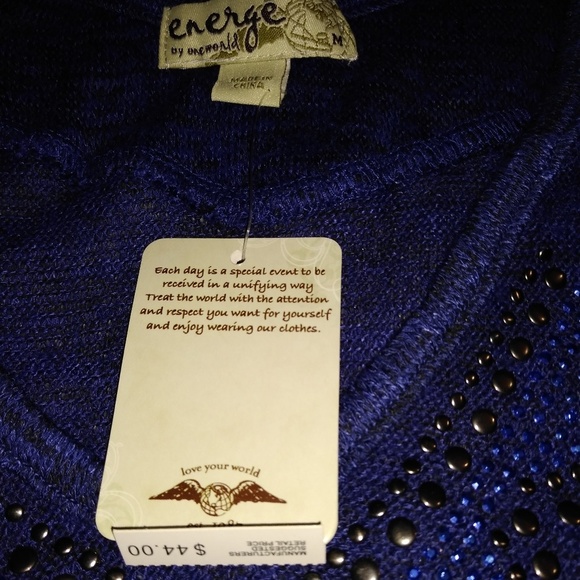 energe
by oneworld
M
MADE IN
CHINA
Each day is a special event to be
received in a unifying way
Treat the world with the attention
and respect you want for yourself
and enjoy wearing our clothes.
love your world
MANUFACTURERS
SUGGESTED
RETAIL PRICE
$44.00